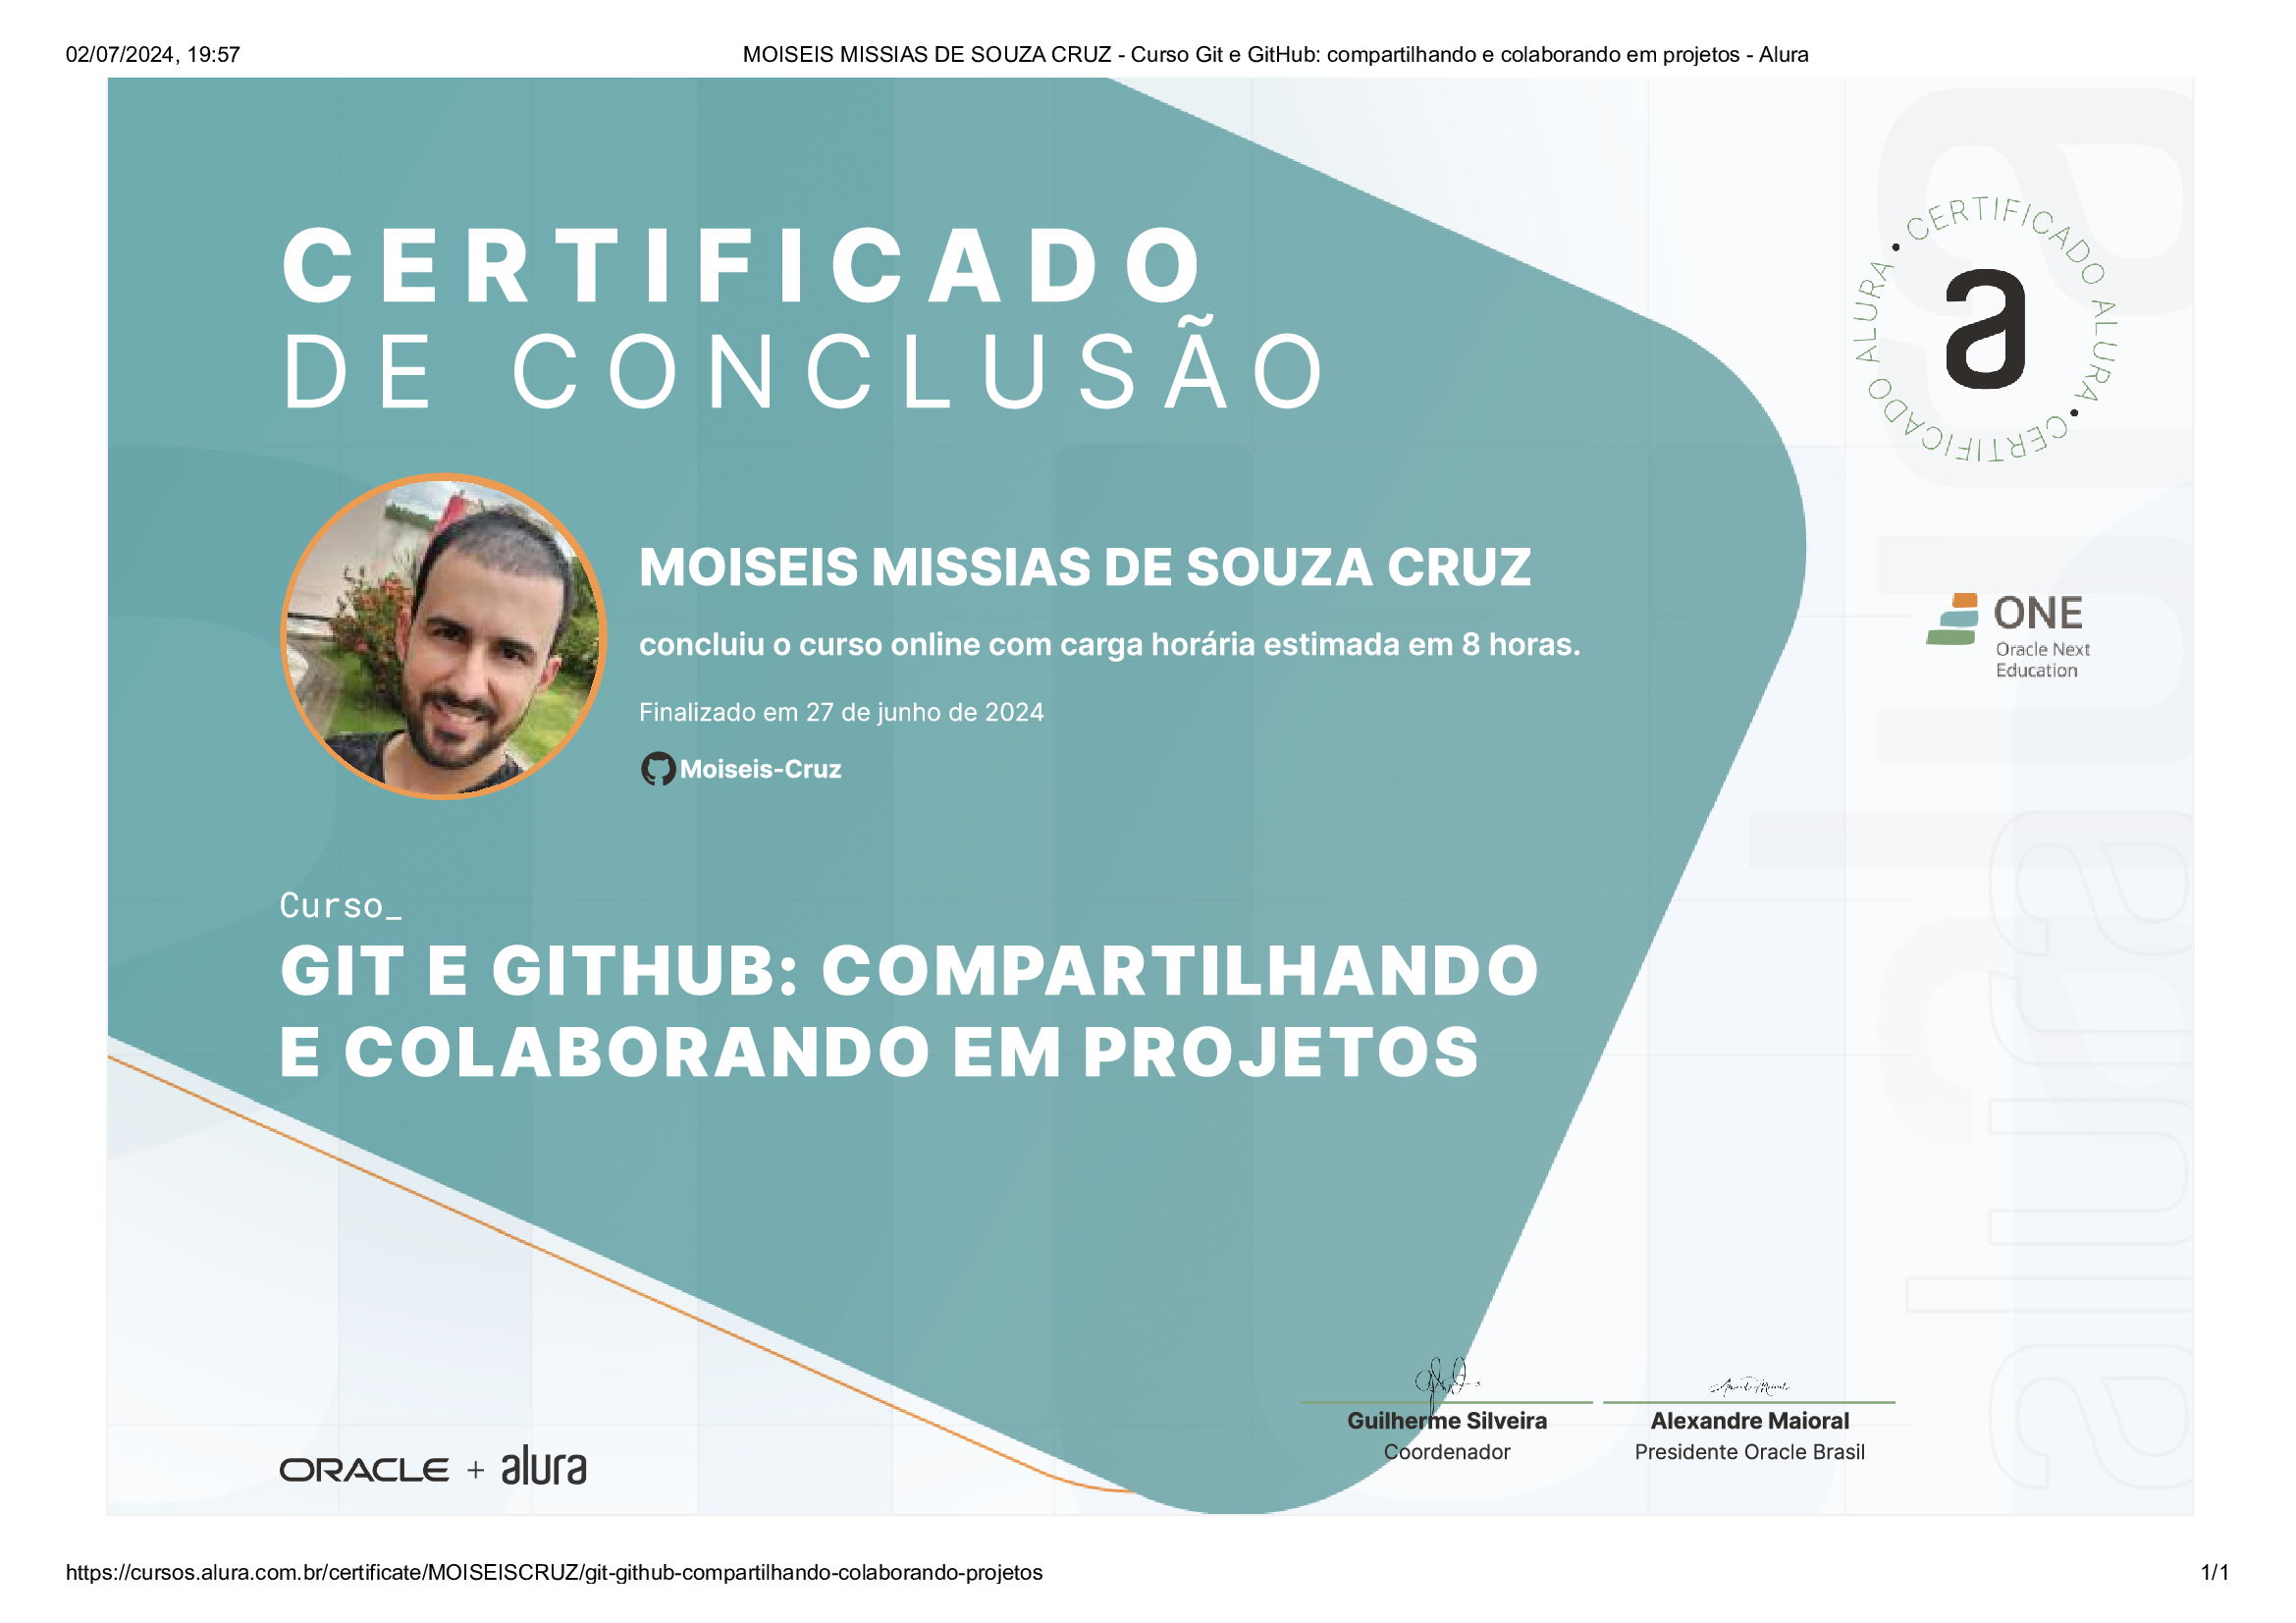 02/07/2024, 19:57
MOISEIS MISSIAS DE SOUZA CRUZ - Curso Git e GitHub: compartilhando e colaborando em projetos - Alura
CERTIFICADO
DE CONCLUSÃO
• CERTIFICADO ALURA • CERTIFICADO ALURA
a
MOISEIS MISSIAS DE SOUZA CRUZ
concluiu o curso online com carga horária estimada em 8 horas.
Finalizado em 27 de junho de 2024
Moiseis-Cruz
ONE
Oracle Next
Education
Curso_
GIT E GITHUB: COMPARTILHANDO
E COLABORANDO EM PROJETOS
alura
Guilherme Silveira
Coordenador
Alexandre Maioral
Presidente Oracle Brasil
ORACLE + alura
https://cursos.alura.com.br/certificate/MOISEISCRUZ/git-github-compartilhando-colaborando-projetos
1/1